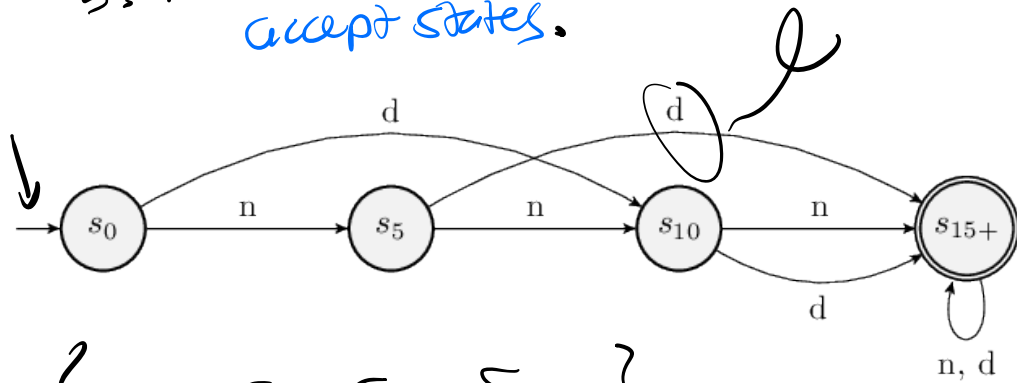 accept states.
d
d
n
n
n
s₀
s₅
s₁₀
s₁₅₊
d
n, d
{ }